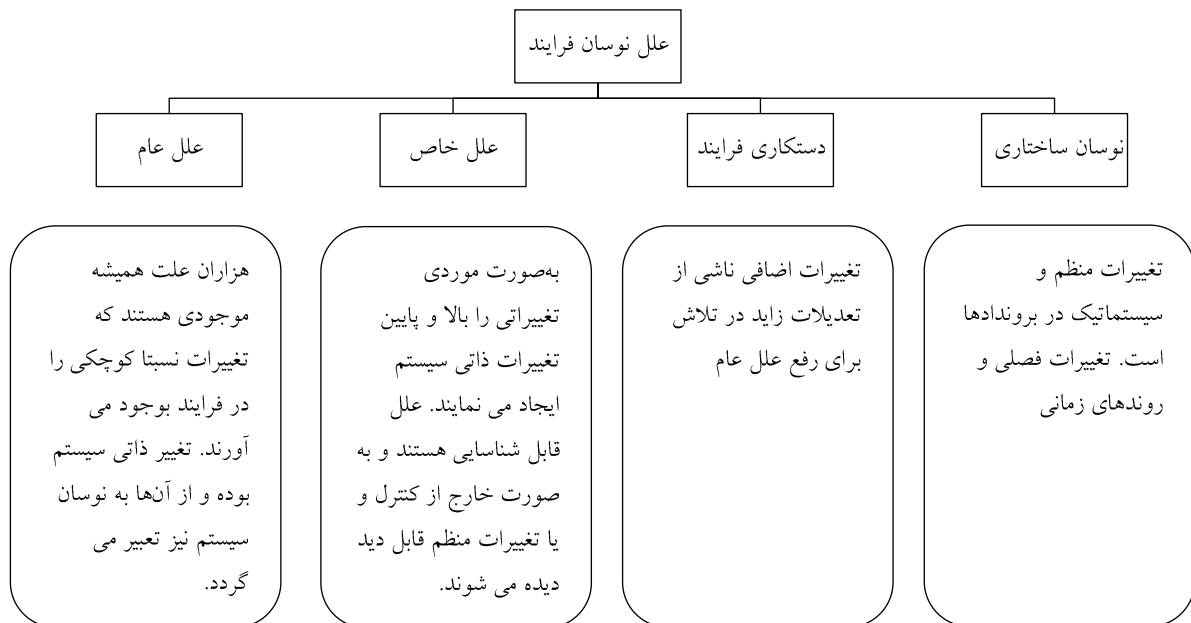 علل نوسان فرایند
نوسان ساختاری
دستکاری فرایند
علل خاص
علل عام
تغییرات منظم و
سیستماتیک در بروندادها
است. تغییرات فصلی و
روندهای زمانی
تغییرات اضافی ناشی از
تعدیلات زاید در تلاش
برای رفع علل عام
به‌صورت موردی
تغییراتی را بالا و پایین
تغییرات ذاتی سیستم
ایجاد می نمایند. علل
قابل شناسایی هستند و به
صورت خارج از کنترل و
یا تغییرات منظم قابل دید
دیده می شوند.
هزاران علت همیشه
موجودی هستند که
تغییرات نسبتا کوچکی را
در فرایند بوجود می
آورند. تغییر ذاتی سیستم
بوده و از آن‌ها به نوسان
سیستم نیز تعبیر می
گردد.